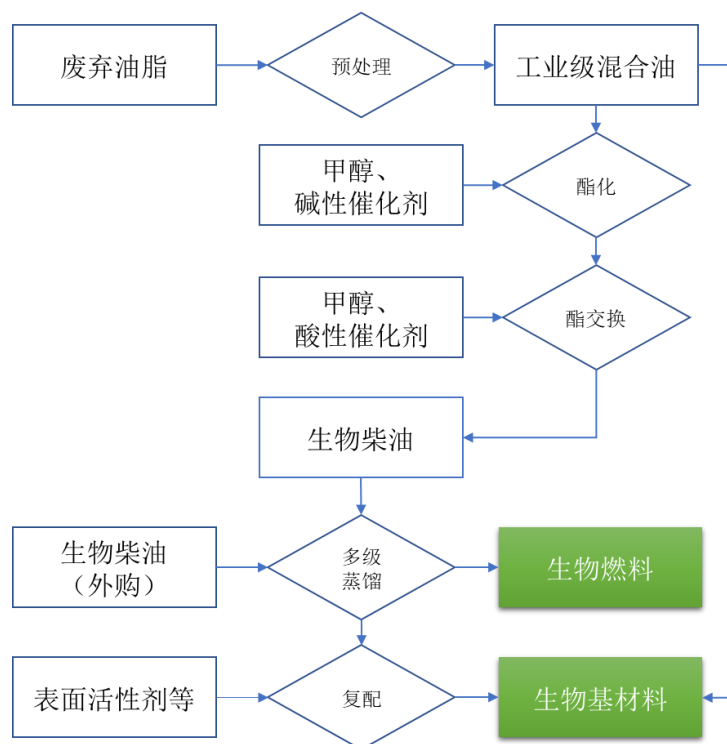 废弃油脂
预处理
工业级混合油
甲醇、
碱性催化剂
酯化
甲醇、
酸性催化剂
酯交换
生物柴油
生物柴油
（外购）
多级
蒸馏
生物燃料
表面活性剂等
复配
生物基材料